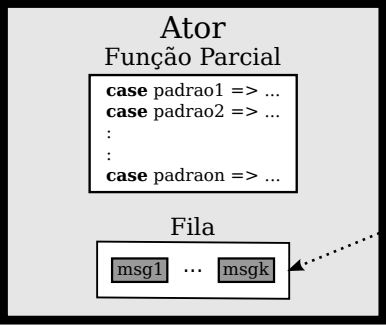 Ator
Função Parcial
case padrao1 => ...
case padrao2 => ...
:
:
case padraon => ...
Fila
msg1 ... msgk